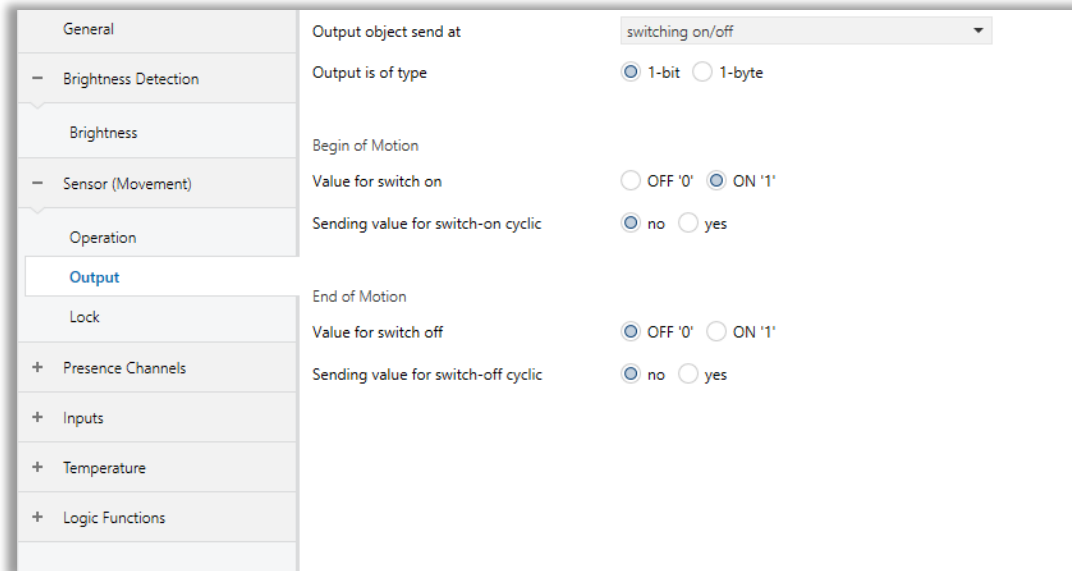 General
Brightness Detection
Brightness
Sensor (Movement)
Operation
Output
Lock
Presence Channels
Inputs
Temperature
Logic Functions
Output object send at switching on/off
Output is of type 1-bit 1-byte
Begin of Motion
Value for switch on OFF '0' ON '1'
Sending value for switch-on cyclic no yes
End of Motion
Value for switch off OFF '0' ON '1'
Sending value for switch-off cyclic no yes